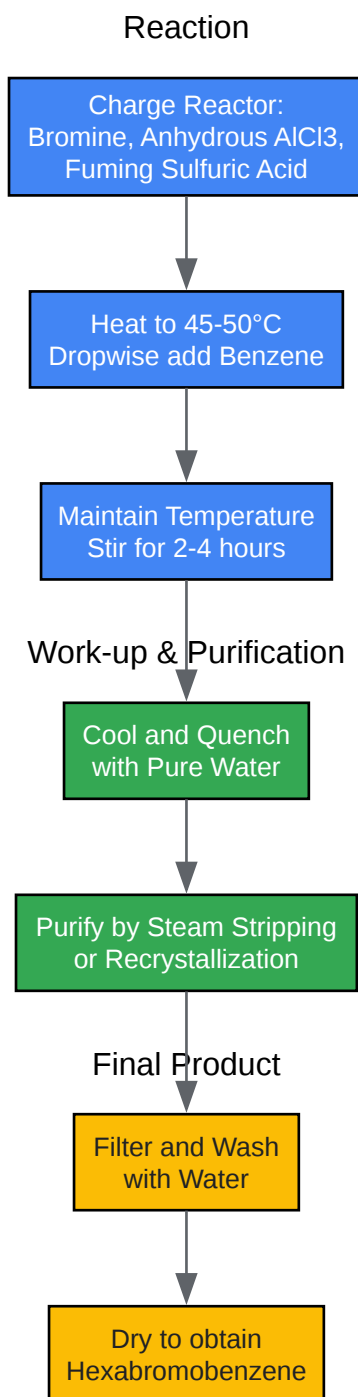 Reaction
Charge Reactor:
Bromine, Anhydrous AlCl3,
Fuming Sulfuric Acid
Heat to 45-50°C
Dropwise add Benzene
Maintain Temperature
Stir for 2-4 hours
Work-up & Purification
Cool and Quench
with Pure Water
Purify by Steam Stripping
or Recrystallization
Final Product
Filter and Wash
with Water
Dry to obtain
Hexabromobenzene